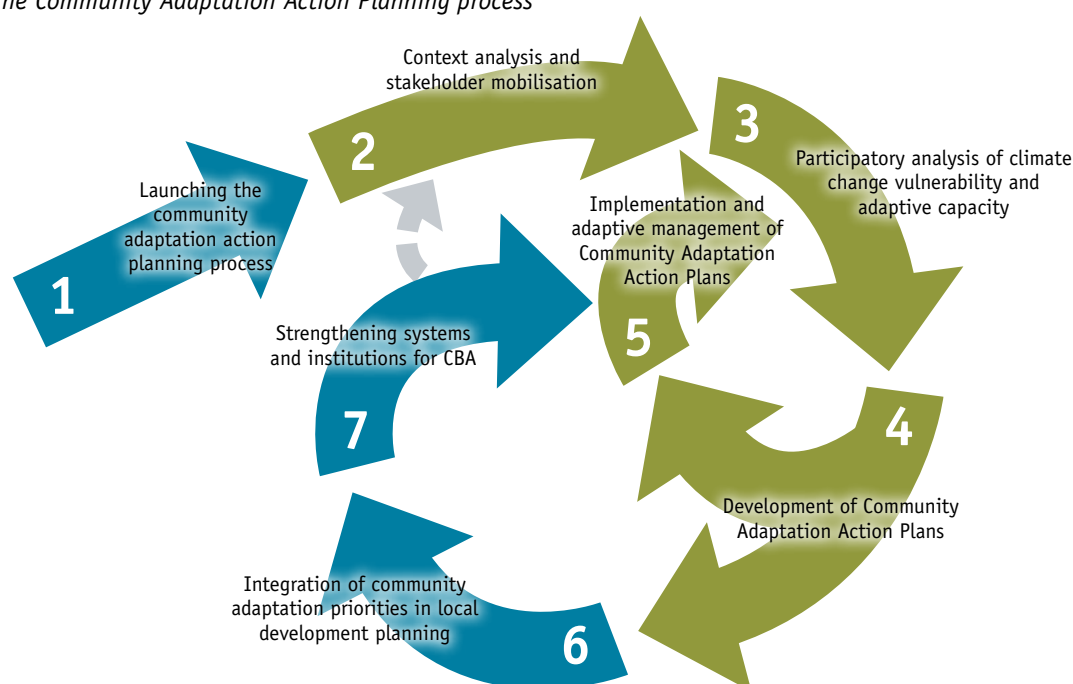 he Community Adaptation Action Planning process
1
Launching the
community
adaptation action
planning process
2
Context analysis and
stakeholder mobilisation
3
Participatory analysis of climate
change vulnerability and
adaptive capacity
4
Development of Community
Adaptation Action Plans
5
Implementation and
adaptive management of
Community Adaptation
Action Plans
6
Integration of community
adaptation priorities in local
development planning
7
Strengthening systems
and institutions for CBA